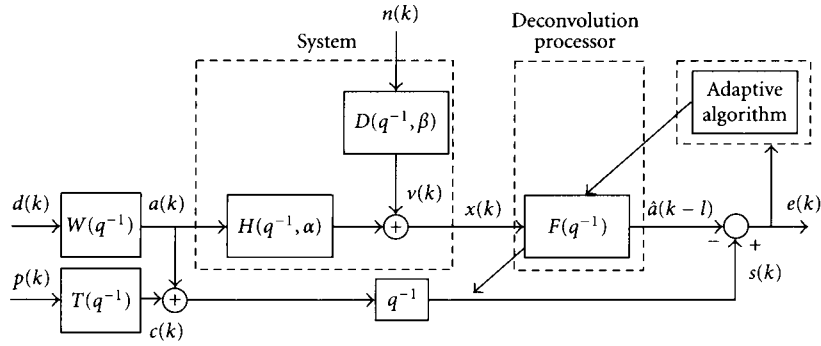 n(k)
System
Deconvolution
processor
D(q⁻¹, β)
Adaptive
algorithm
v(k)
d(k)
W(q⁻¹)
a(k)
H(q⁻¹, α)
+
x(k)
F(q⁻¹)
â(k − l)
−
+
e(k)
p(k)
T(q⁻¹)
+
c(k)
q⁻¹
s(k)